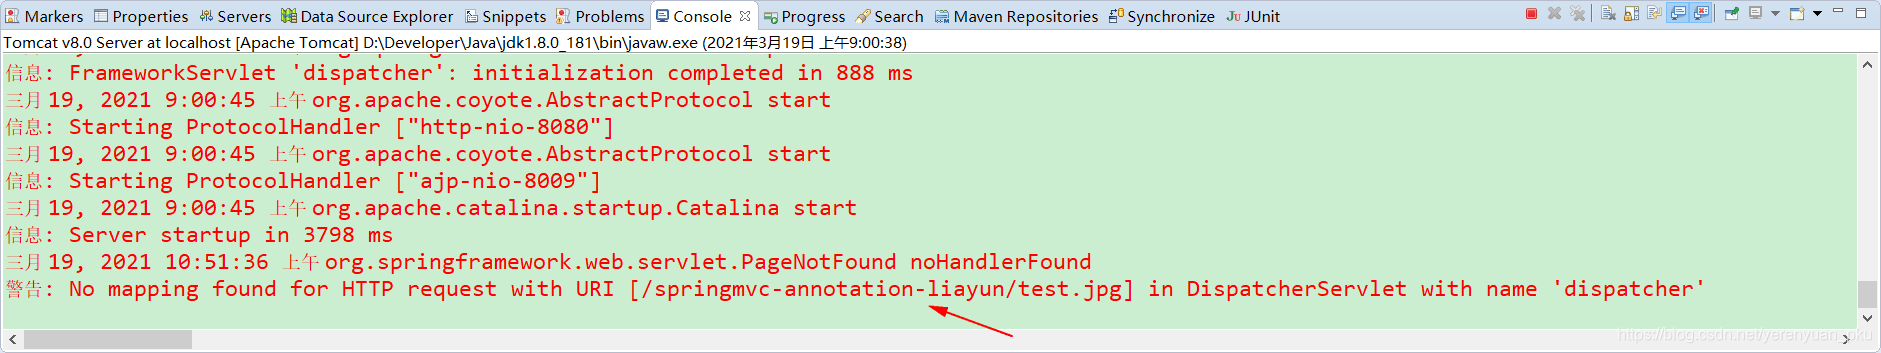 Markers Properties Servers Data Source Explorer Snippets Problems Console Progress Search Maven Repositories Synchronize JUnit
Tomcat v8.0 Server at localhost [Apache Tomcat] D:\Developer\Java\jdk1.8.0_181\bin\javaw.exe (2021年3月19日 上午9:00:38)
信息: FrameworkServlet 'dispatcher': initialization completed in 888 ms
三月 19, 2021 9:00:45 上午 org.apache.coyote.AbstractProtocol start
信息: Starting ProtocolHandler ["http-nio-8080"]
三月 19, 2021 9:00:45 上午 org.apache.coyote.AbstractProtocol start
信息: Starting ProtocolHandler ["ajp-nio-8009"]
三月 19, 2021 9:00:45 上午 org.apache.catalina.startup.Catalina start
信息: Server startup in 3798 ms
三月 19, 2021 10:51:36 上午 org.springframework.web.servlet.PageNotFound noHandlerFound
警告: No mapping found for HTTP request with URI [/springmvc-annotation-liayun/test.jpg] in DispatcherServlet with name 'dispatcher'
https://blog.csdn.net/yerenyuan_pku